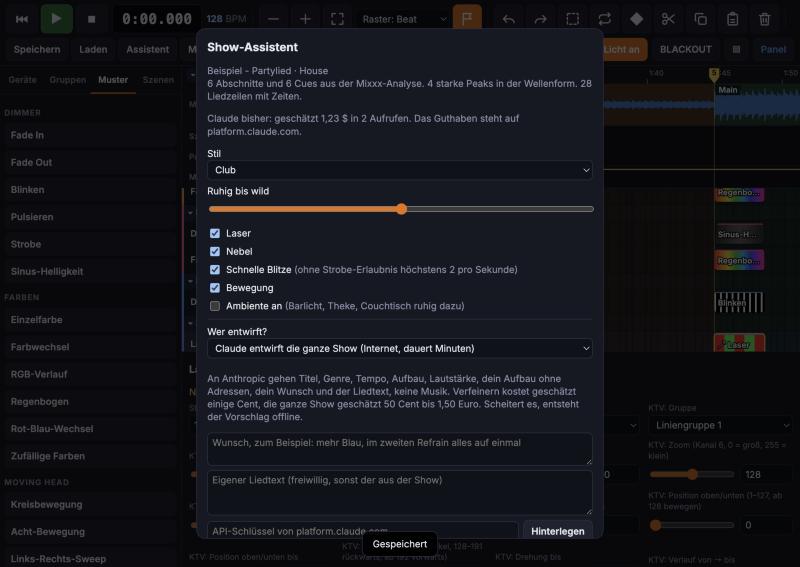 0:00.000
128 BPM
Raster: Beat
Speichern
Laden
Assistent
Licht an
BLACKOUT
Panel
Geräte
Gruppen
Muster
Szenen
1:40
5
:45
1:50
Main
DIMMER
Fade In
Fade Out
Blinken
Pulsieren
Strobe
Sinus-Helligkeit
FARBEN
Einzelfarbe
Farbwechsel
RGB-Verlauf
Regenbogen
Rot-Blau-Wechsel
Zufällige Farben
MOVING HEAD
Kreisbewegung
Acht-Bewegung
Links-Rechts-Sweep
Show-Assistent
Beispiel - Partylied · House
6 Abschnitte und 6 Cues aus der Mixxx-Analyse. 4 starke Peaks in der Wellenform. 28
Liedzeilen mit Zeiten.
Claude bisher: geschätzt 1,23 $ in 2 Aufrufen. Das Guthaben steht auf
platform.claude.com.
Stil
Club
Ruhig bis wild
Laser
Nebel
Schnelle Blitze (ohne Strobe-Erlaubnis höchstens 2 pro Sekunde)
Bewegung
Ambiente an (Barlicht, Theke, Couchtisch ruhig dazu)
Wer entwirft?
Claude entwirft die ganze Show (Internet, dauert Minuten)
An Anthropic gehen Titel, Genre, Tempo, Aufbau, Lautstärke, dein Aufbau ohne
Adressen, dein Wunsch und der Liedtext, keine Musik. Verfeinern kostet geschätzt
einige Cent, die ganze Show geschätzt 50 Cent bis 1,50 Euro. Scheitert es, entsteht
der Vorschlag offline.
Wunsch, zum Beispiel: mehr Blau, im zweiten Refrain alles auf einmal
Eigener Liedtext (freiwillig, sonst der aus der Show)
API-Schlüssel von platform.claude.com
Hinterlegen
Gespeichert
Regenbo...
Sinus-H...
Regenbo...
Blinken
Laser
KTV: Gruppe
Liniengruppe 1
KTV: Zoom (Kanal 6, 0 = groß, 255 =
klein)
128
KTV: Position oben/unten (1–127, ab
128 bewegen)
0
KTV: Position oben/unten bis
rückwärts, ab 192 vorwärts)
KTV: Drehung bis
KTV: Verlauf von → bis